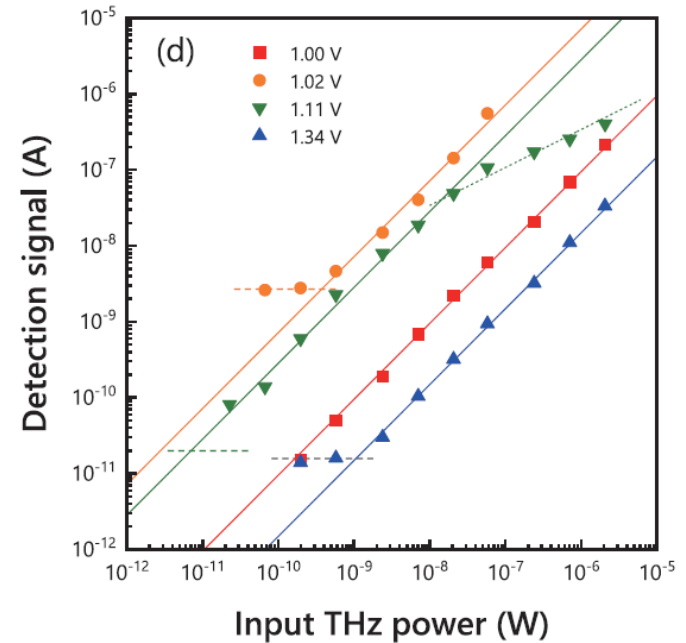 (d)
1.00 V
1.02 V
1.11 V
1.34 V
Detection signal (A)
10⁻⁵
10⁻⁶
10⁻⁷
10⁻⁸
10⁻⁹
10⁻¹⁰
10⁻¹¹
10⁻¹²
10⁻¹² 10⁻¹¹ 10⁻¹⁰ 10⁻⁹ 10⁻⁸ 10⁻⁷ 10⁻⁶ 10⁻⁵
Input THz power (W)